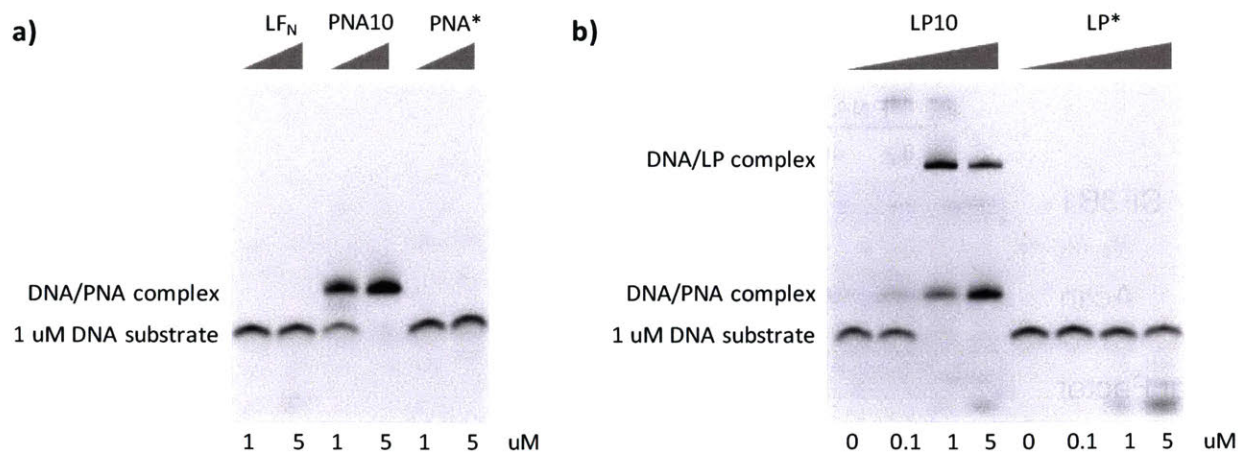 a)
LF_N PNA10 PNA*
DNA/PNA complex
1 uM DNA substrate
1 5 1 5 1 5 uM
b)
LP10 LP*
DNA/LP complex
DNA/PNA complex
1 uM DNA substrate
0 0.1 1 5 0 0.1 1 5 uM